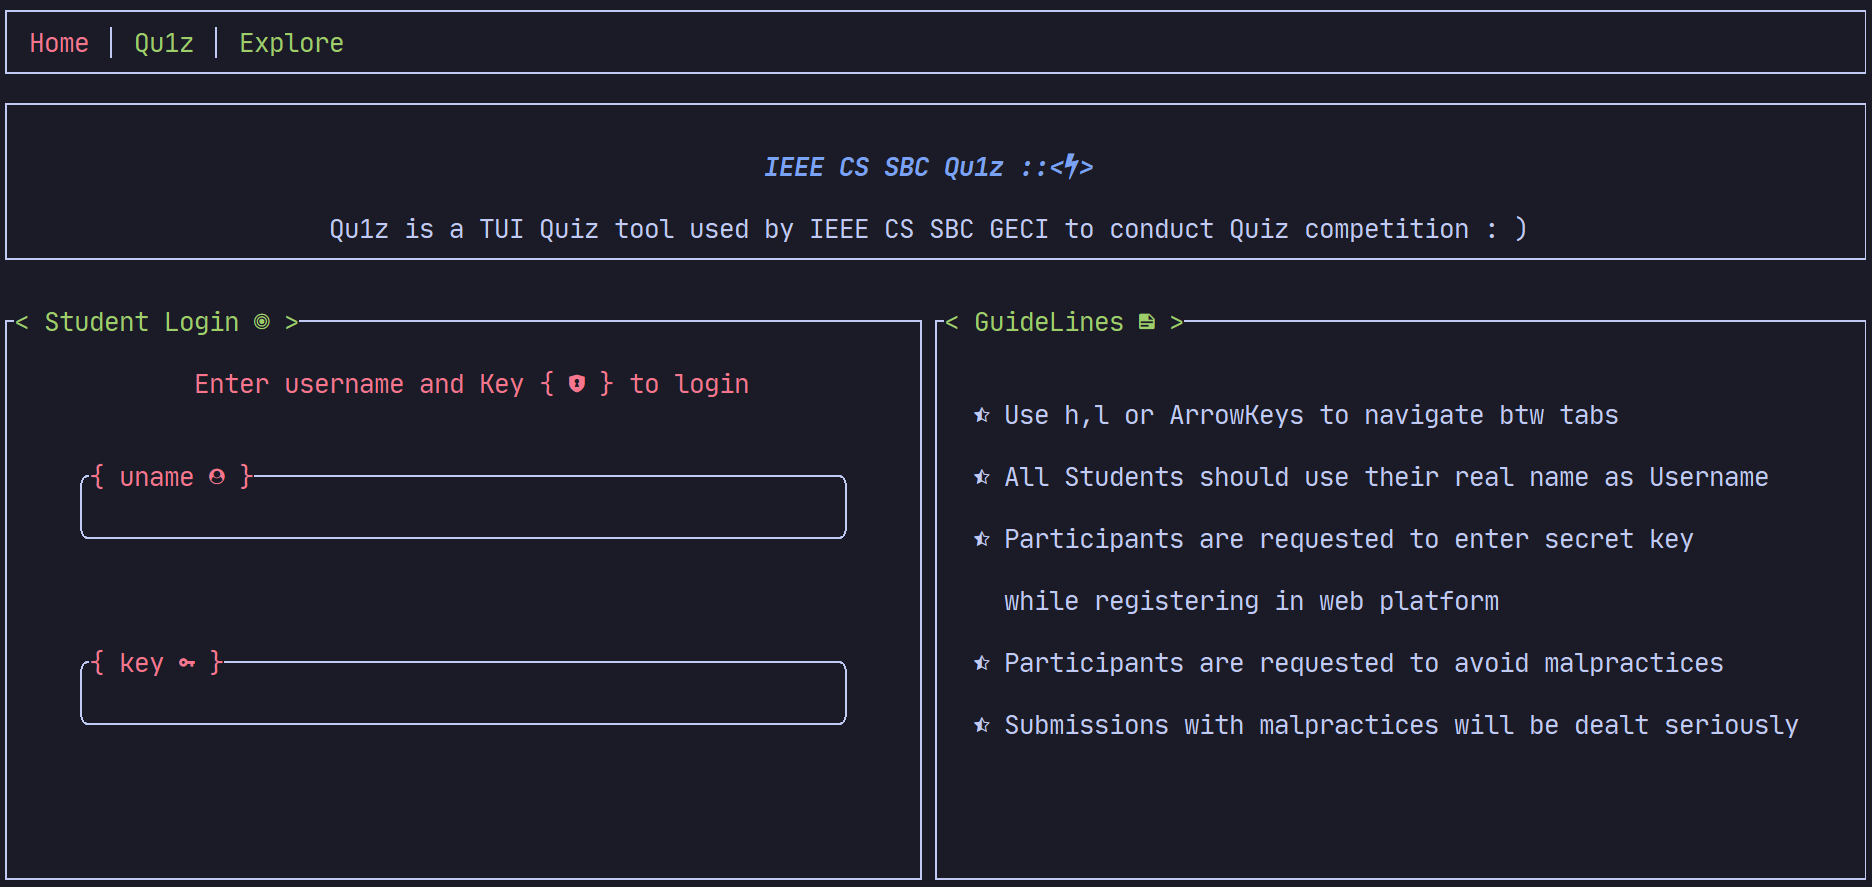 Home │ Qu1z │ Explore
IEEE CS SBC Qu1z ::<⚡>
Qu1z is a TUI Quiz tool used by IEEE CS SBC GECI to conduct Quiz competition : )
< Student Login >
Enter username and Key { } to login
{ uname }
{ key }
< GuideLines >
Use h,l or ArrowKeys to navigate btw tabs
All Students should use their real name as Username
Participants are requested to enter secret key
while registering in web platform
Participants are requested to avoid malpractices
Submissions with malpractices will be dealt seriously